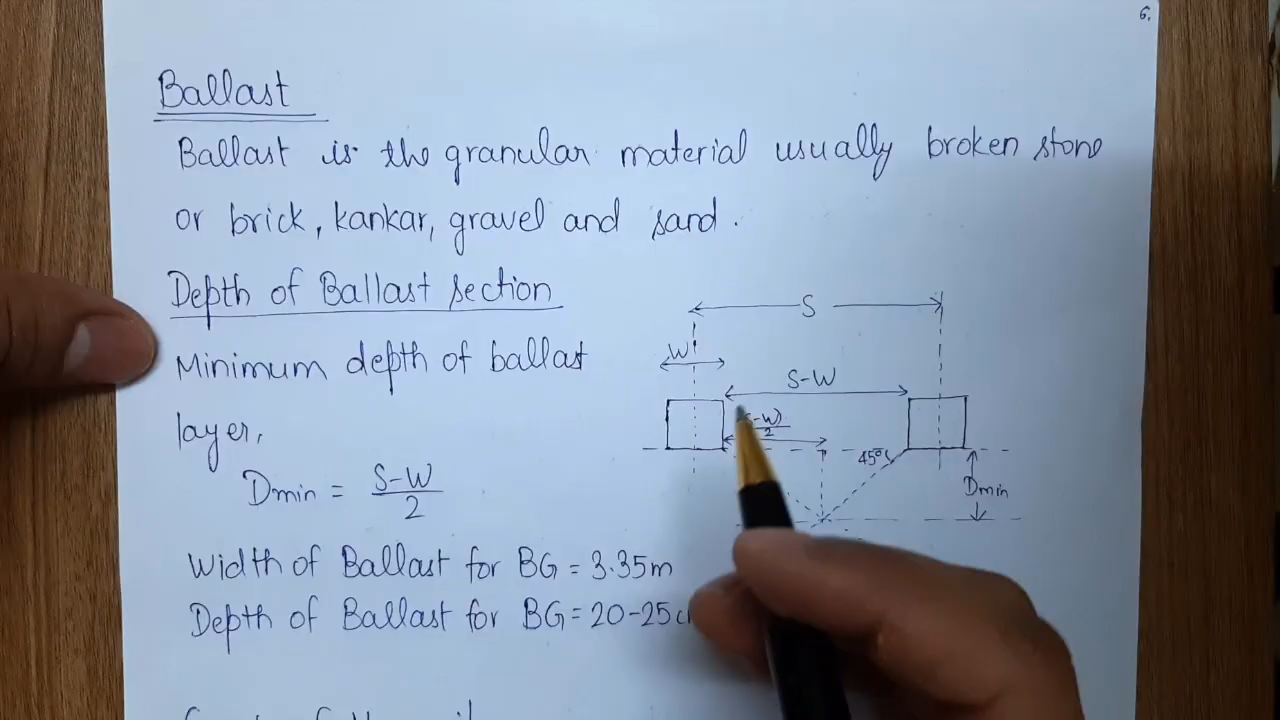 6.
Ballast
Ballast is the granular material usually broken stone
or brick, kankar, gravel and sand.
Depth of Ballast section
Minimum depth of ballast
layer,
Dmin = S-W/2
S
W
S-W
45°
Dmin
Width of Ballast for BG = 3.35m
Depth of Ballast for BG = 20-25